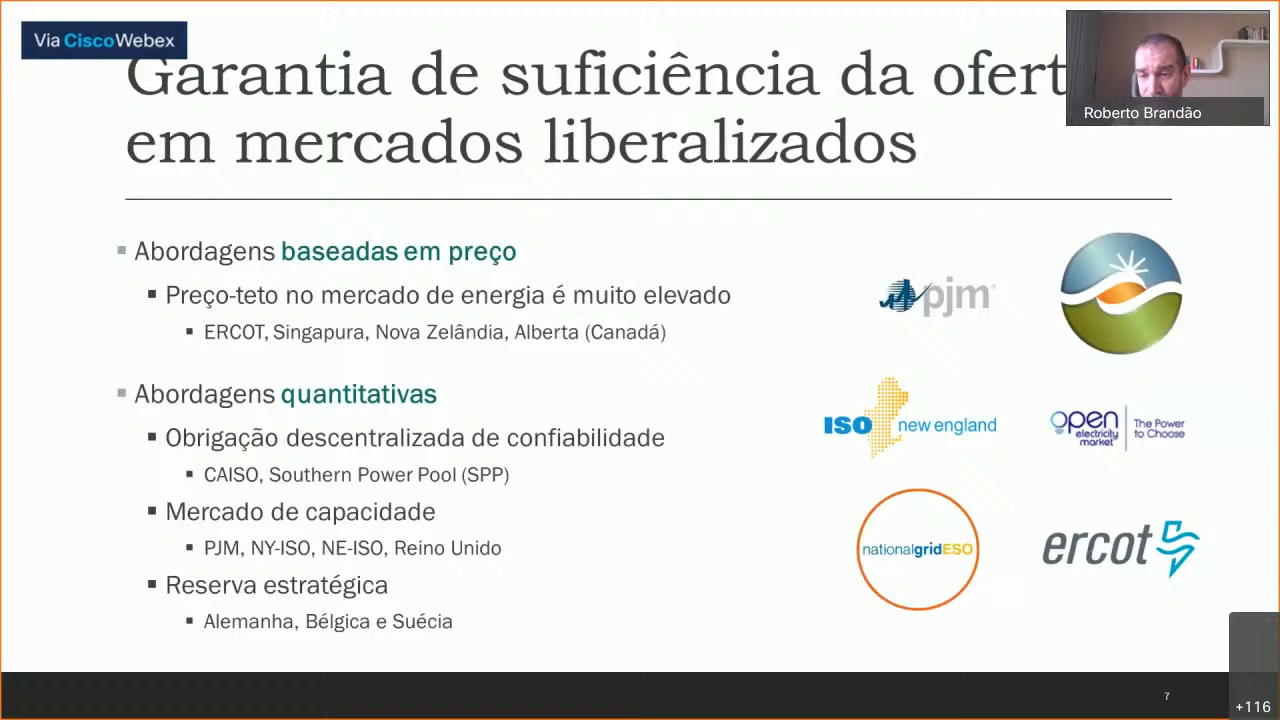 Via CiscoWebex
Garantia de suficiência da ofert
em mercados liberalizados
Roberto Brandão
Abordagens baseadas em preço
Preço-teto no mercado de energia é muito elevado
ERCOT, Singapura, Nova Zelândia, Alberta (Canadá)
Abordagens quantitativas
Obrigação descentralizada de confiabilidade
CAISO, Southern Power Pool (SPP)
Mercado de capacidade
PJM, NY-ISO, NE-ISO, Reino Unido
Reserva estratégica
Alemanha, Bélgica e Suécia
pjm
ISO new england
open electricity market
The Power
to Choose
nationalgridESO
ercot
7
+116